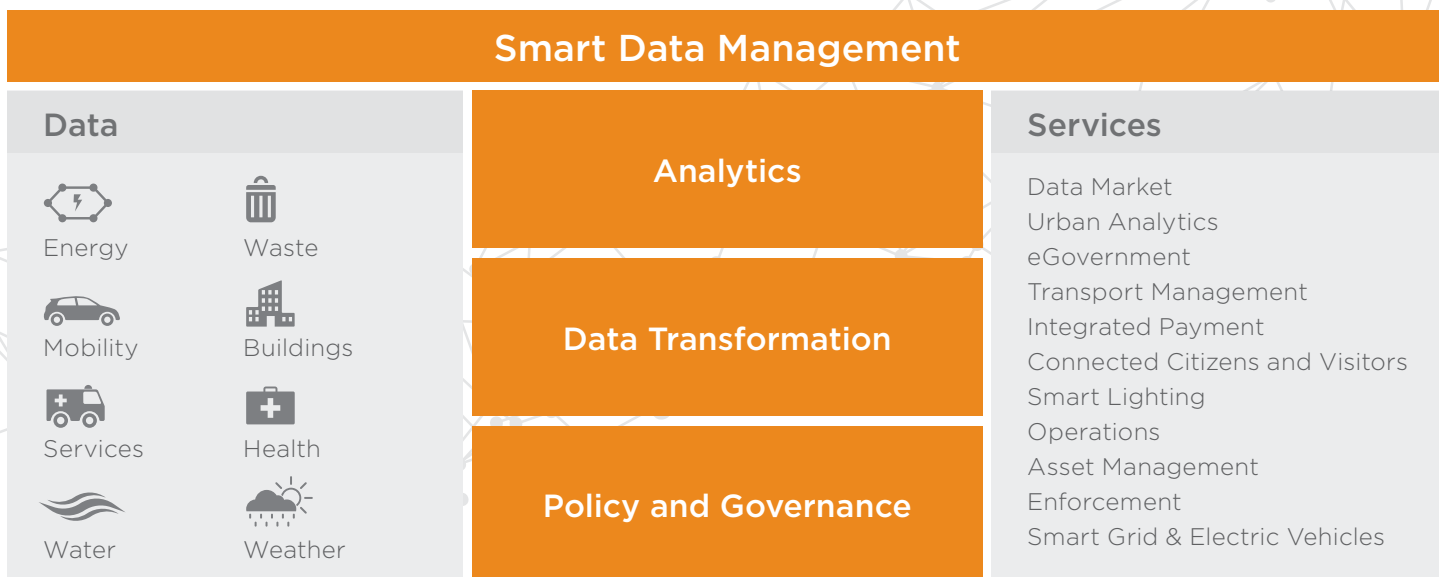 Smart Data Management
Data
Energy
Waste
Mobility
Buildings
Services
Health
Water
Weather
Analytics
Data Transformation
Policy and Governance
Services
Data Market
Urban Analytics
eGovernment
Transport Management
Integrated Payment
Connected Citizens and Visitors
Smart Lighting
Operations
Asset Management
Enforcement
Smart Grid & Electric Vehicles